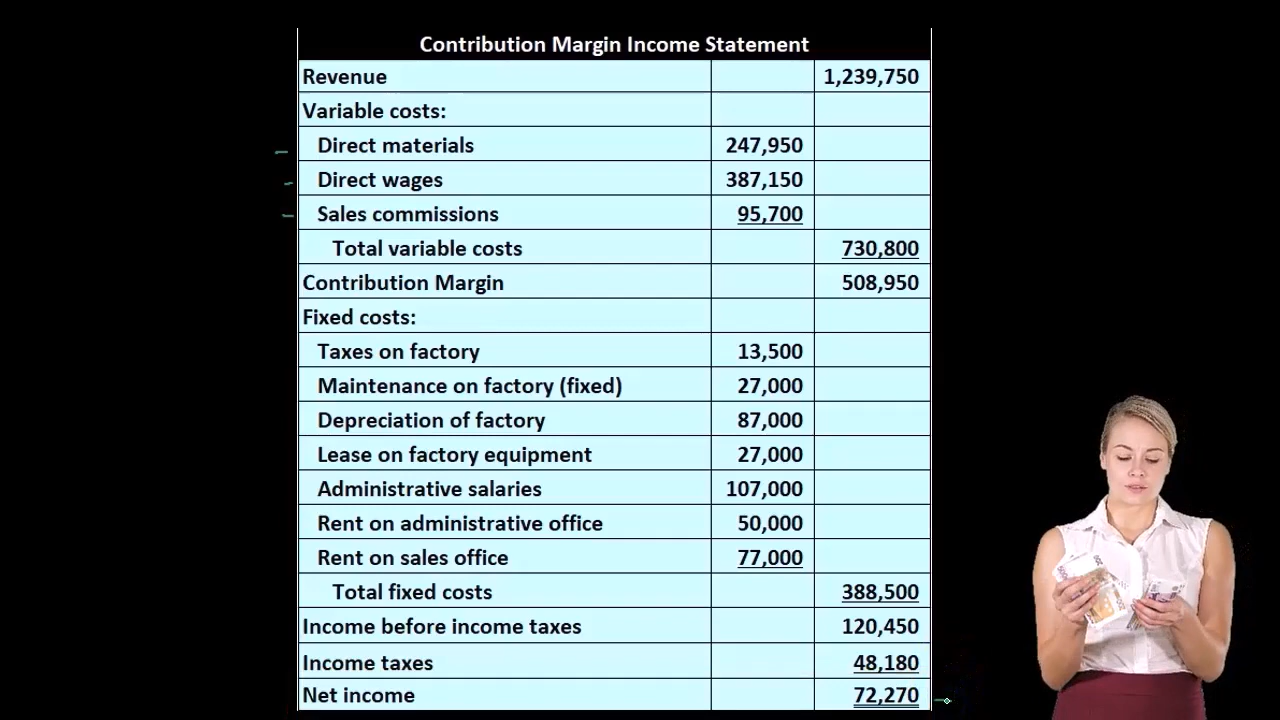 Contribution Margin Income Statement
Revenue 1,239,750
Variable costs:
Direct materials 247,950
Direct wages 387,150
Sales commissions 95,700
Total variable costs 730,800
Contribution Margin 508,950
Fixed costs:
Taxes on factory 13,500
Maintenance on factory (fixed) 27,000
Depreciation of factory 87,000
Lease on factory equipment 27,000
Administrative salaries 107,000
Rent on administrative office 50,000
Rent on sales office 77,000
Total fixed costs 388,500
Income before income taxes 120,450
Income taxes 48,180
Net income 72,270